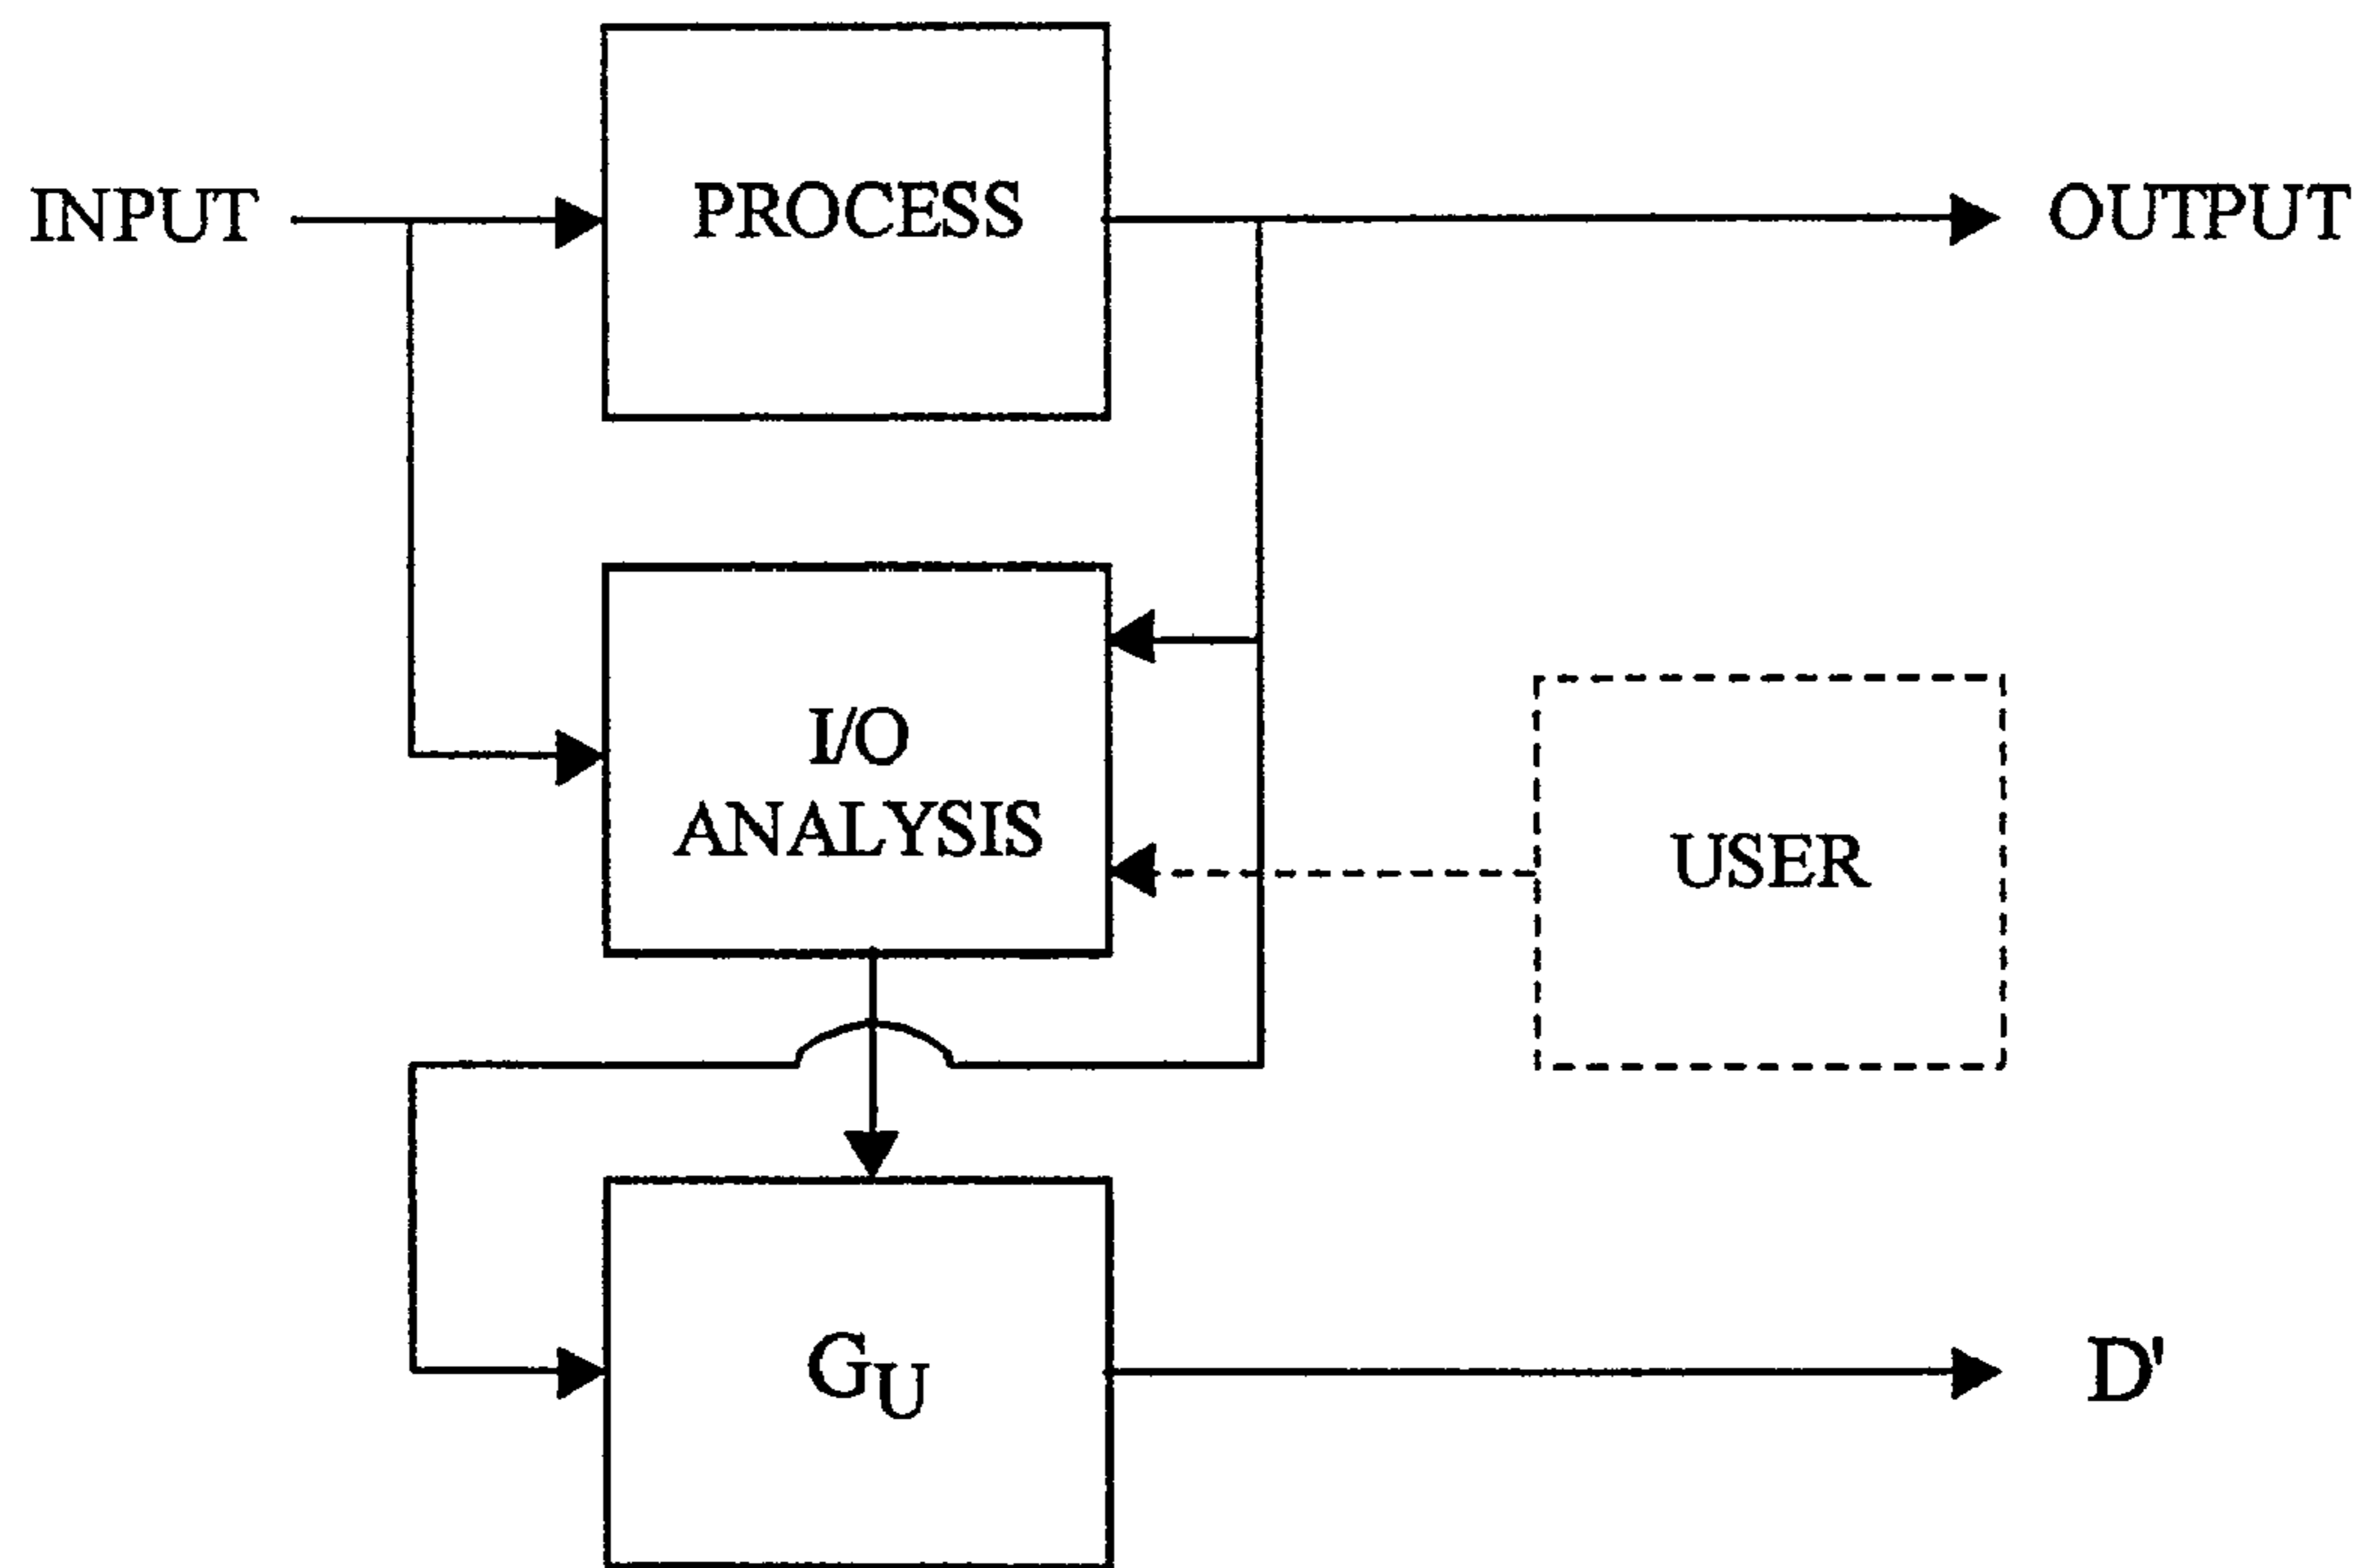 INPUT
PROCESS
OUTPUT
I/O
ANALYSIS
USER
GU
D'